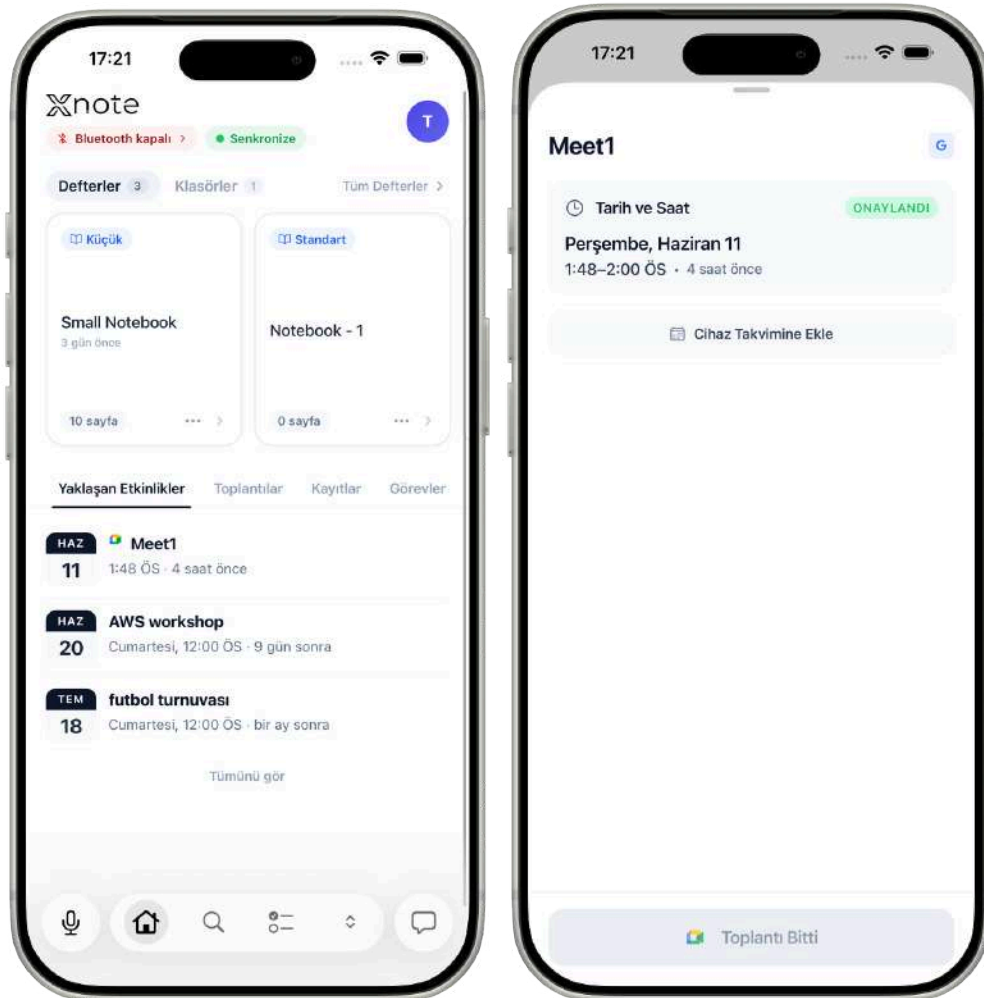 17:21
Xnote
T
Bluetooth kapalı >
Senkronize
Defterler 3
Klasörler 1
Tüm Defterler >
Küçük
Small Notebook
3 gün önce
10 sayfa
Standart
Notebook - 1
0 sayfa
Yaklaşan Etkinlikler
Toplantılar
Kayıtlar
Görevler
HAZ
11
Meet1
1:48 ÖS · 4 saat önce
HAZ
20
AWS workshop
Cumartesi, 12:00 ÖS · 9 gün sonra
TEM
18
futbol turnuvası
Cumartesi, 12:00 ÖS · bir ay sonra
Tümünü gör
17:21
Meet1
G
Tarih ve Saat
ONAYLANDI
Perşembe, Haziran 11
1:48–2:00 ÖS • 4 saat önce
Cihaz Takvimine Ekle
Toplantı Bitti